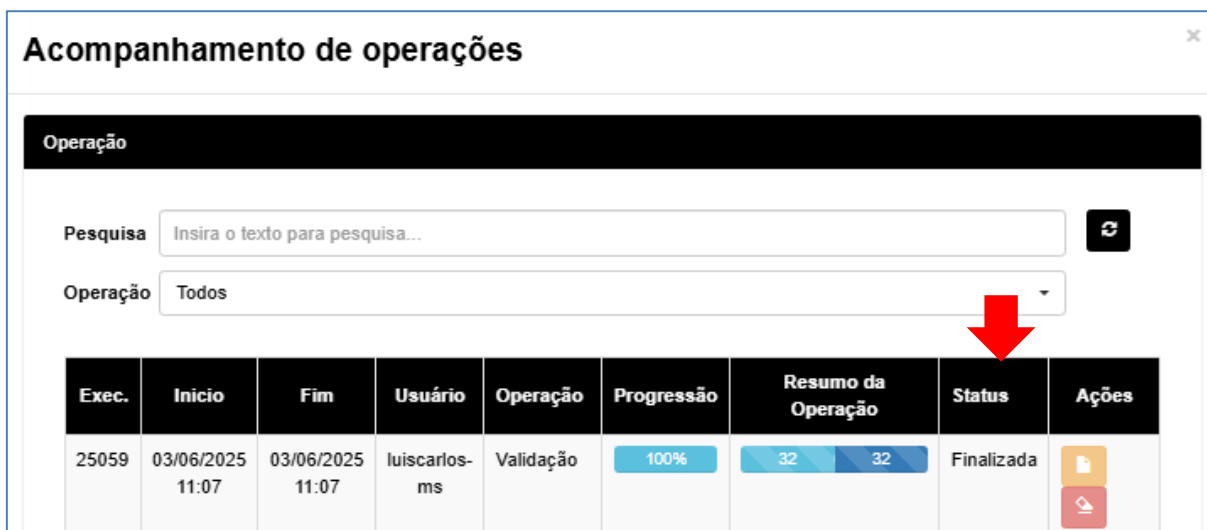 Acompanhamento de operações
×
Operação
Pesquisa Insira o texto para pesquisa...
Operação Todos
Exec. Inicio Fim Usuário Operação Progressão Resumo da Operação Status Ações
25059 03/06/2025 11:07 03/06/2025 11:07 luiscarlos-ms Validação 100% 32 32 Finalizada